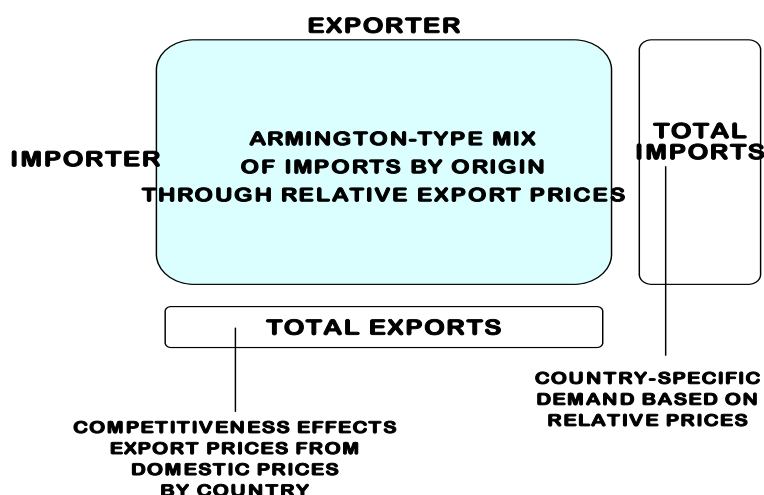 EXPORTER
IMPORTER
ARMINGTON-TYPE MIX
OF IMPORTS BY ORIGIN
THROUGH RELATIVE EXPORT PRICES
TOTAL
IMPORTS
TOTAL EXPORTS
COUNTRY-SPECIFIC
DEMAND BASED ON
RELATIVE PRICES
COMPETITIVENESS EFFECTS
EXPORT PRICES FROM
DOMESTIC PRICES
BY COUNTRY